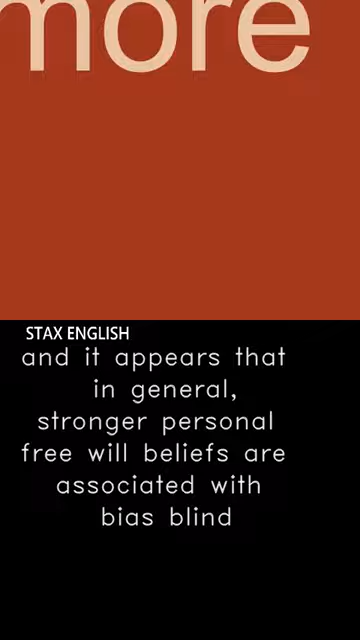 more
STAX ENGLISH
and it appears that
in general,
stronger personal
free will beliefs are
associated with
bias blind